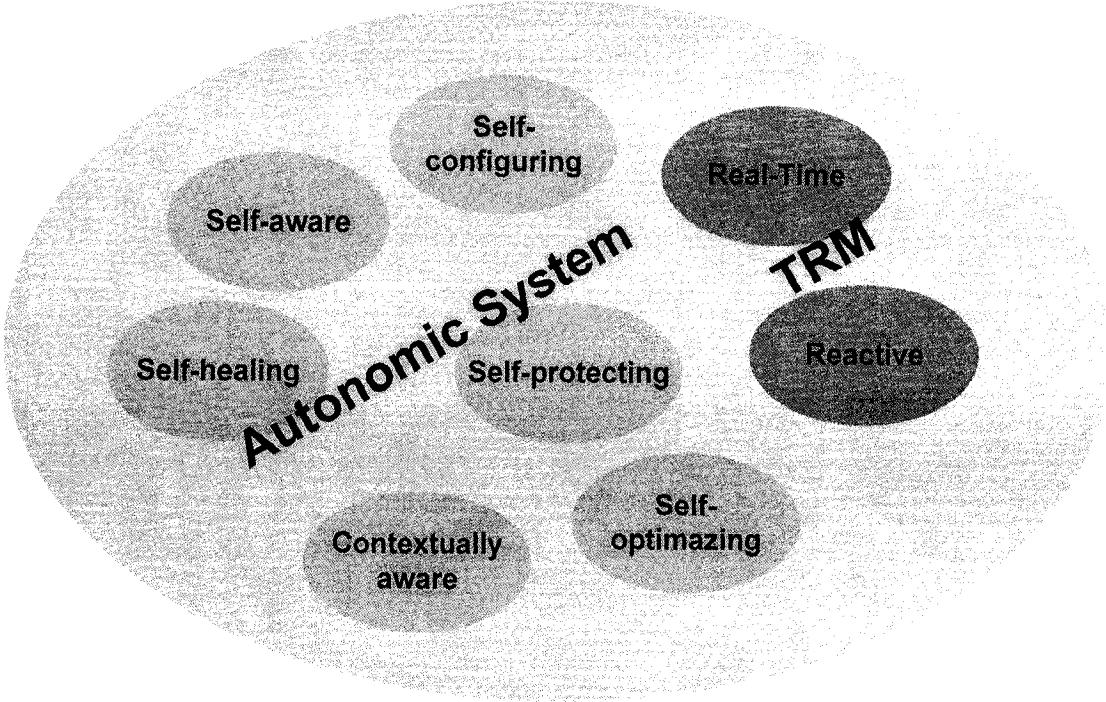 Self-
configuring
Real-Time
Self-aware
TRM
Autonomic System
Reactive
Self-healing
Self-protecting
Self-
optimazing
Contextually
aware